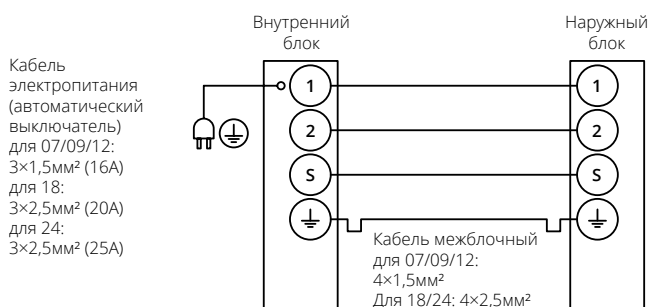 Внутренний
блок
Наружный
блок
Кабель
электропитания
(автоматический
выключатель)
для 07/09/12:
3×1,5мм² (16А)
для 18:
3×2,5мм² (20А)
для 24:
3×2,5мм² (25А)
1
1
2
2
S
S
Кабель межблочный
для 07/09/12:
4×1,5мм²
Для 18/24: 4×2,5мм²